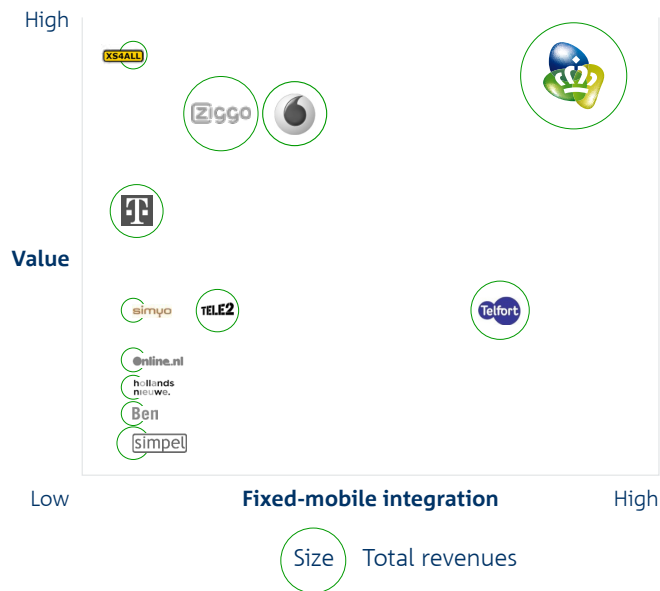 High
XS4ALL
ziggo
T
Value
simyo
TELE2
Telfort
Online.nl
hollands
nieuwe.
Ben
simpel
Low
Fixed-mobile integration
High
Size
Total revenues